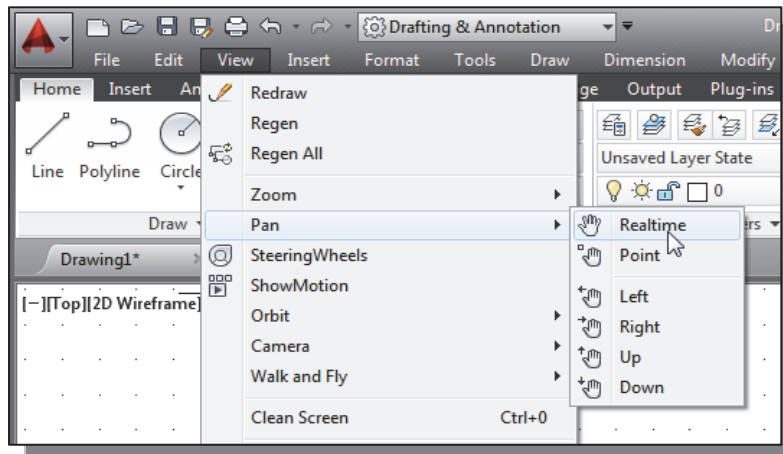 Drafting & Annotation
Dr
File Edit View Insert Format Tools Draw Dimension Modify
Home Insert An ge Output Plug-ins
Redraw
Regen
Regen All
Line Polyline Circle
Unsaved Layer State
Zoom
0
Draw
Pan
Realtime
ers
Drawing1*
SteeringWheels
Point
[−][Top][2D Wireframe]
ShowMotion
Left
Orbit
Right
Camera
Up
Walk and Fly
Down
Clean Screen Ctrl+0